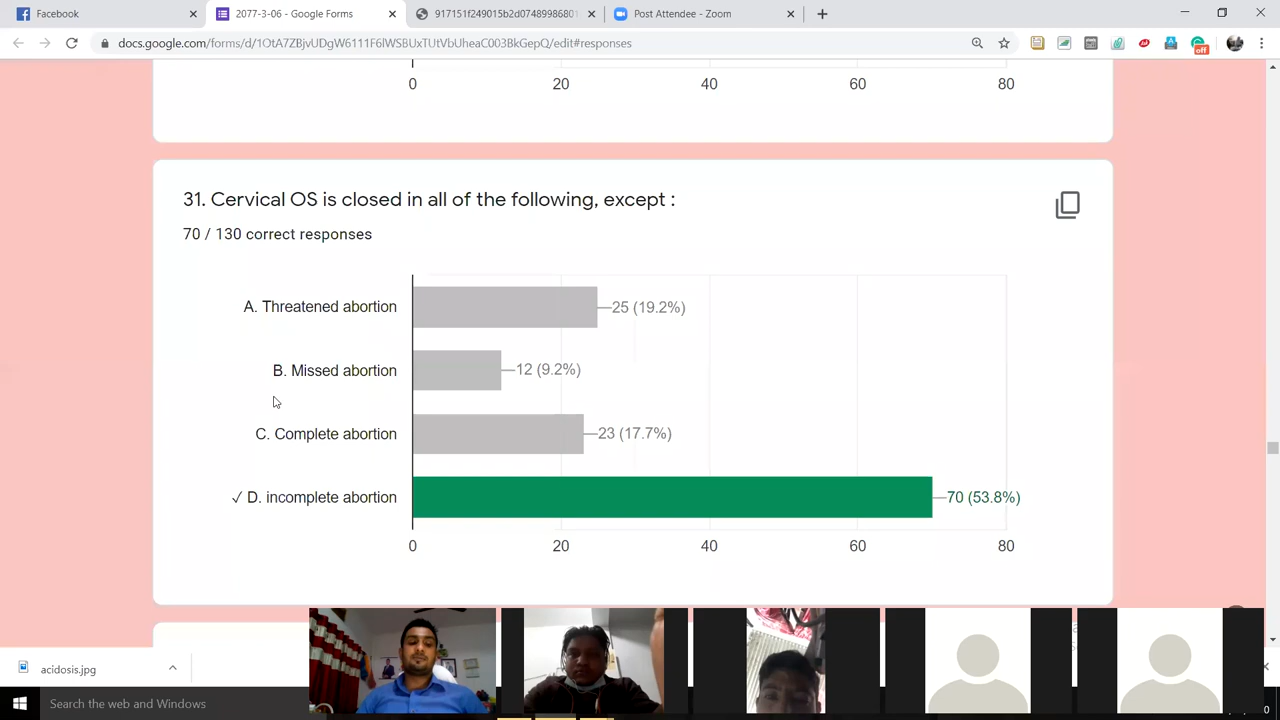 Facebook
2077-3-06 - Google Forms
917151f249015b2d07489986801
Post Attendee - Zoom
docs.google.com/forms/d/1OtA7ZBjvUDgW6111F6lWSBUxTUtVbUheaC003BkGepQ/edit#responses
off
0 20 40 60 80
31. Cervical OS is closed in all of the following, except :
70 / 130 correct responses
A. Threatened abortion 25 (19.2%)
B. Missed abortion 12 (9.2%)
C. Complete abortion 23 (17.7%)
✓ D. incomplete abortion 70 (53.8%)
0 20 40 60 80
acidosis.jpg
Search the web and Windows